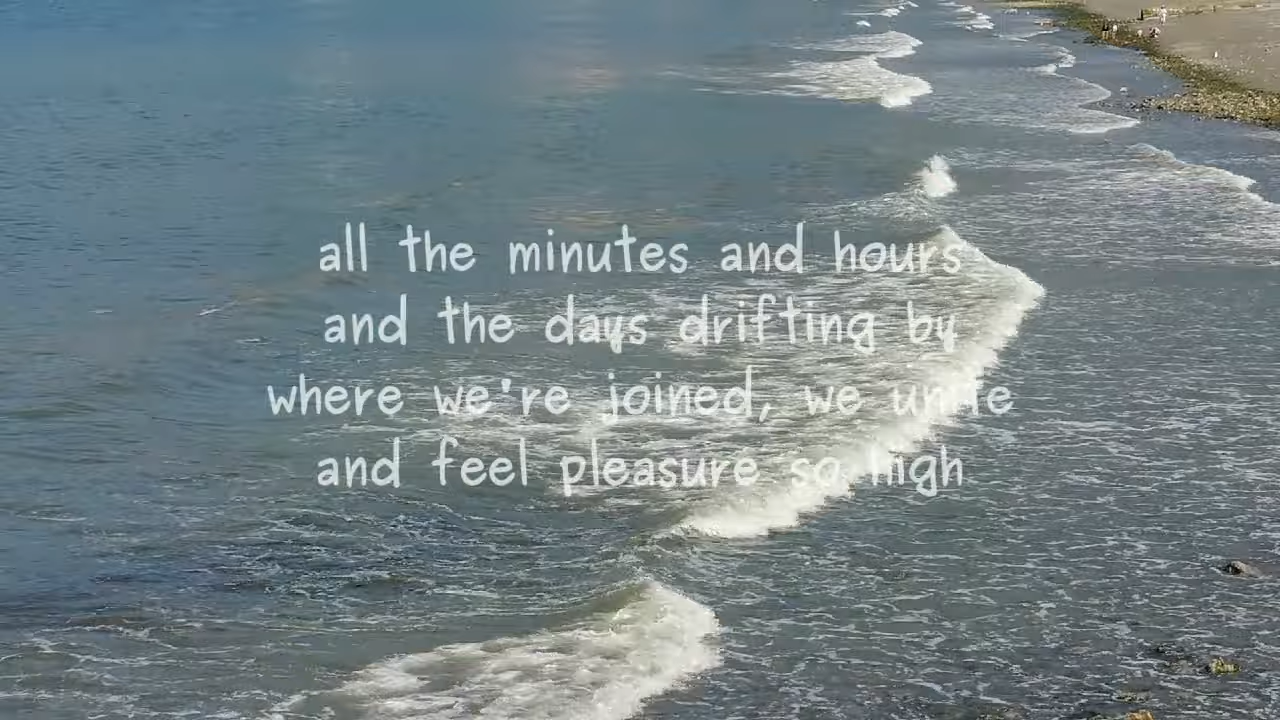 all the minutes and hours
and the days drifting by
where we're joined, we unite
and feel pleasure so high